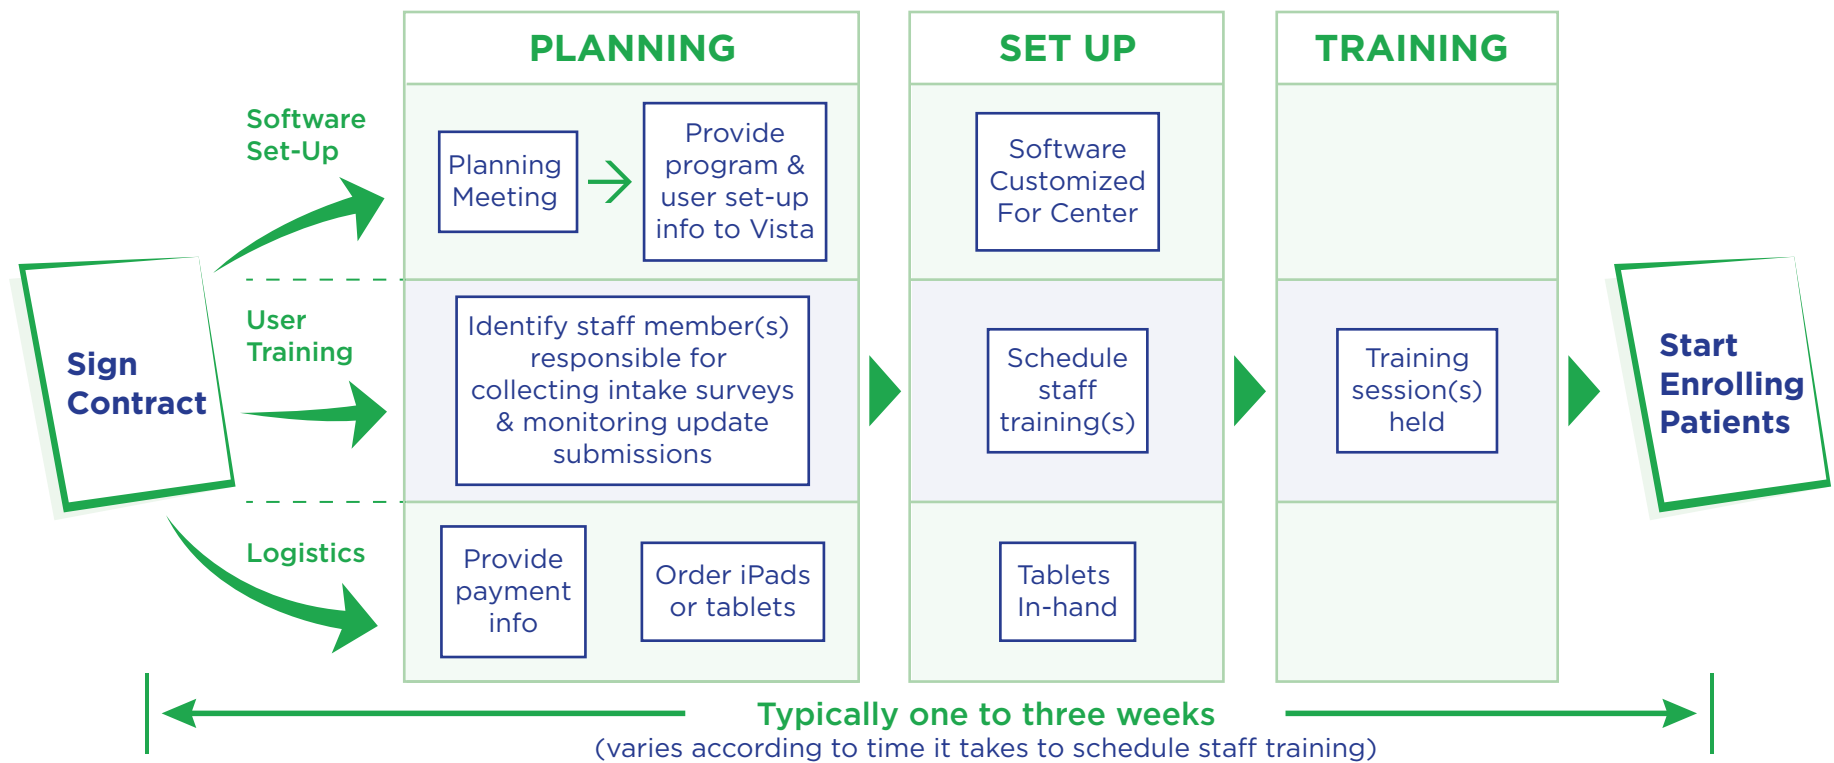 PLANNING
SET UP
TRAINING
Software
Set-Up
Planning
Meeting
Provide
program &
user set-up
info to Vista
Software
Customized
For Center
Sign
Contract
User
Training
Identify staff member(s)
responsible for
collecting intake surveys
& monitoring update
submissions
Schedule
staff
training(s)
Training
session(s)
held
Start
Enrolling
Patients
Logistics
Provide
payment
info
Order iPads
or tablets
Tablets
In-hand
Typically one to three weeks
(varies according to time it takes to schedule staff training)